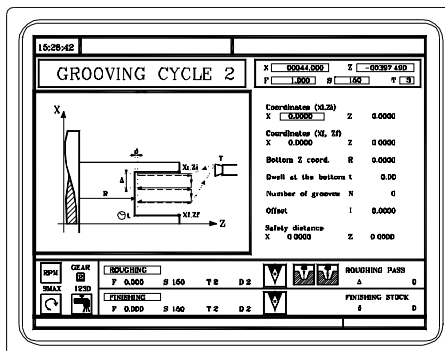 15:28:42
X 00044.000 Z -00397.490
F 1.000 S 150 T 3
GROOVING CYCLE 2
Coordinates (Xi,Zi)
X 0.0000 Z 0.0000
Coordinates (Xf, Zf)
X 0.0000 Z 0.0000
Bottom Z coord. R 0.0000
Dwell at the bottom t 0.00
Number of grooves N 0
Offset I 0.0000
Safety distance
X 0.0000 Z 0.0000
X
d
Xi,Zi
T
Δ
R
t
Xf,Zf
Z
RPM GEAR
SMAX 1230
ROUGHING
F 0.000 S 150 T 2 D 2
ROUGHING PASS
Δ 0
FINISHING
F 0.000 S 150 T 2 D 2
FINISHING STOCK
δ 0